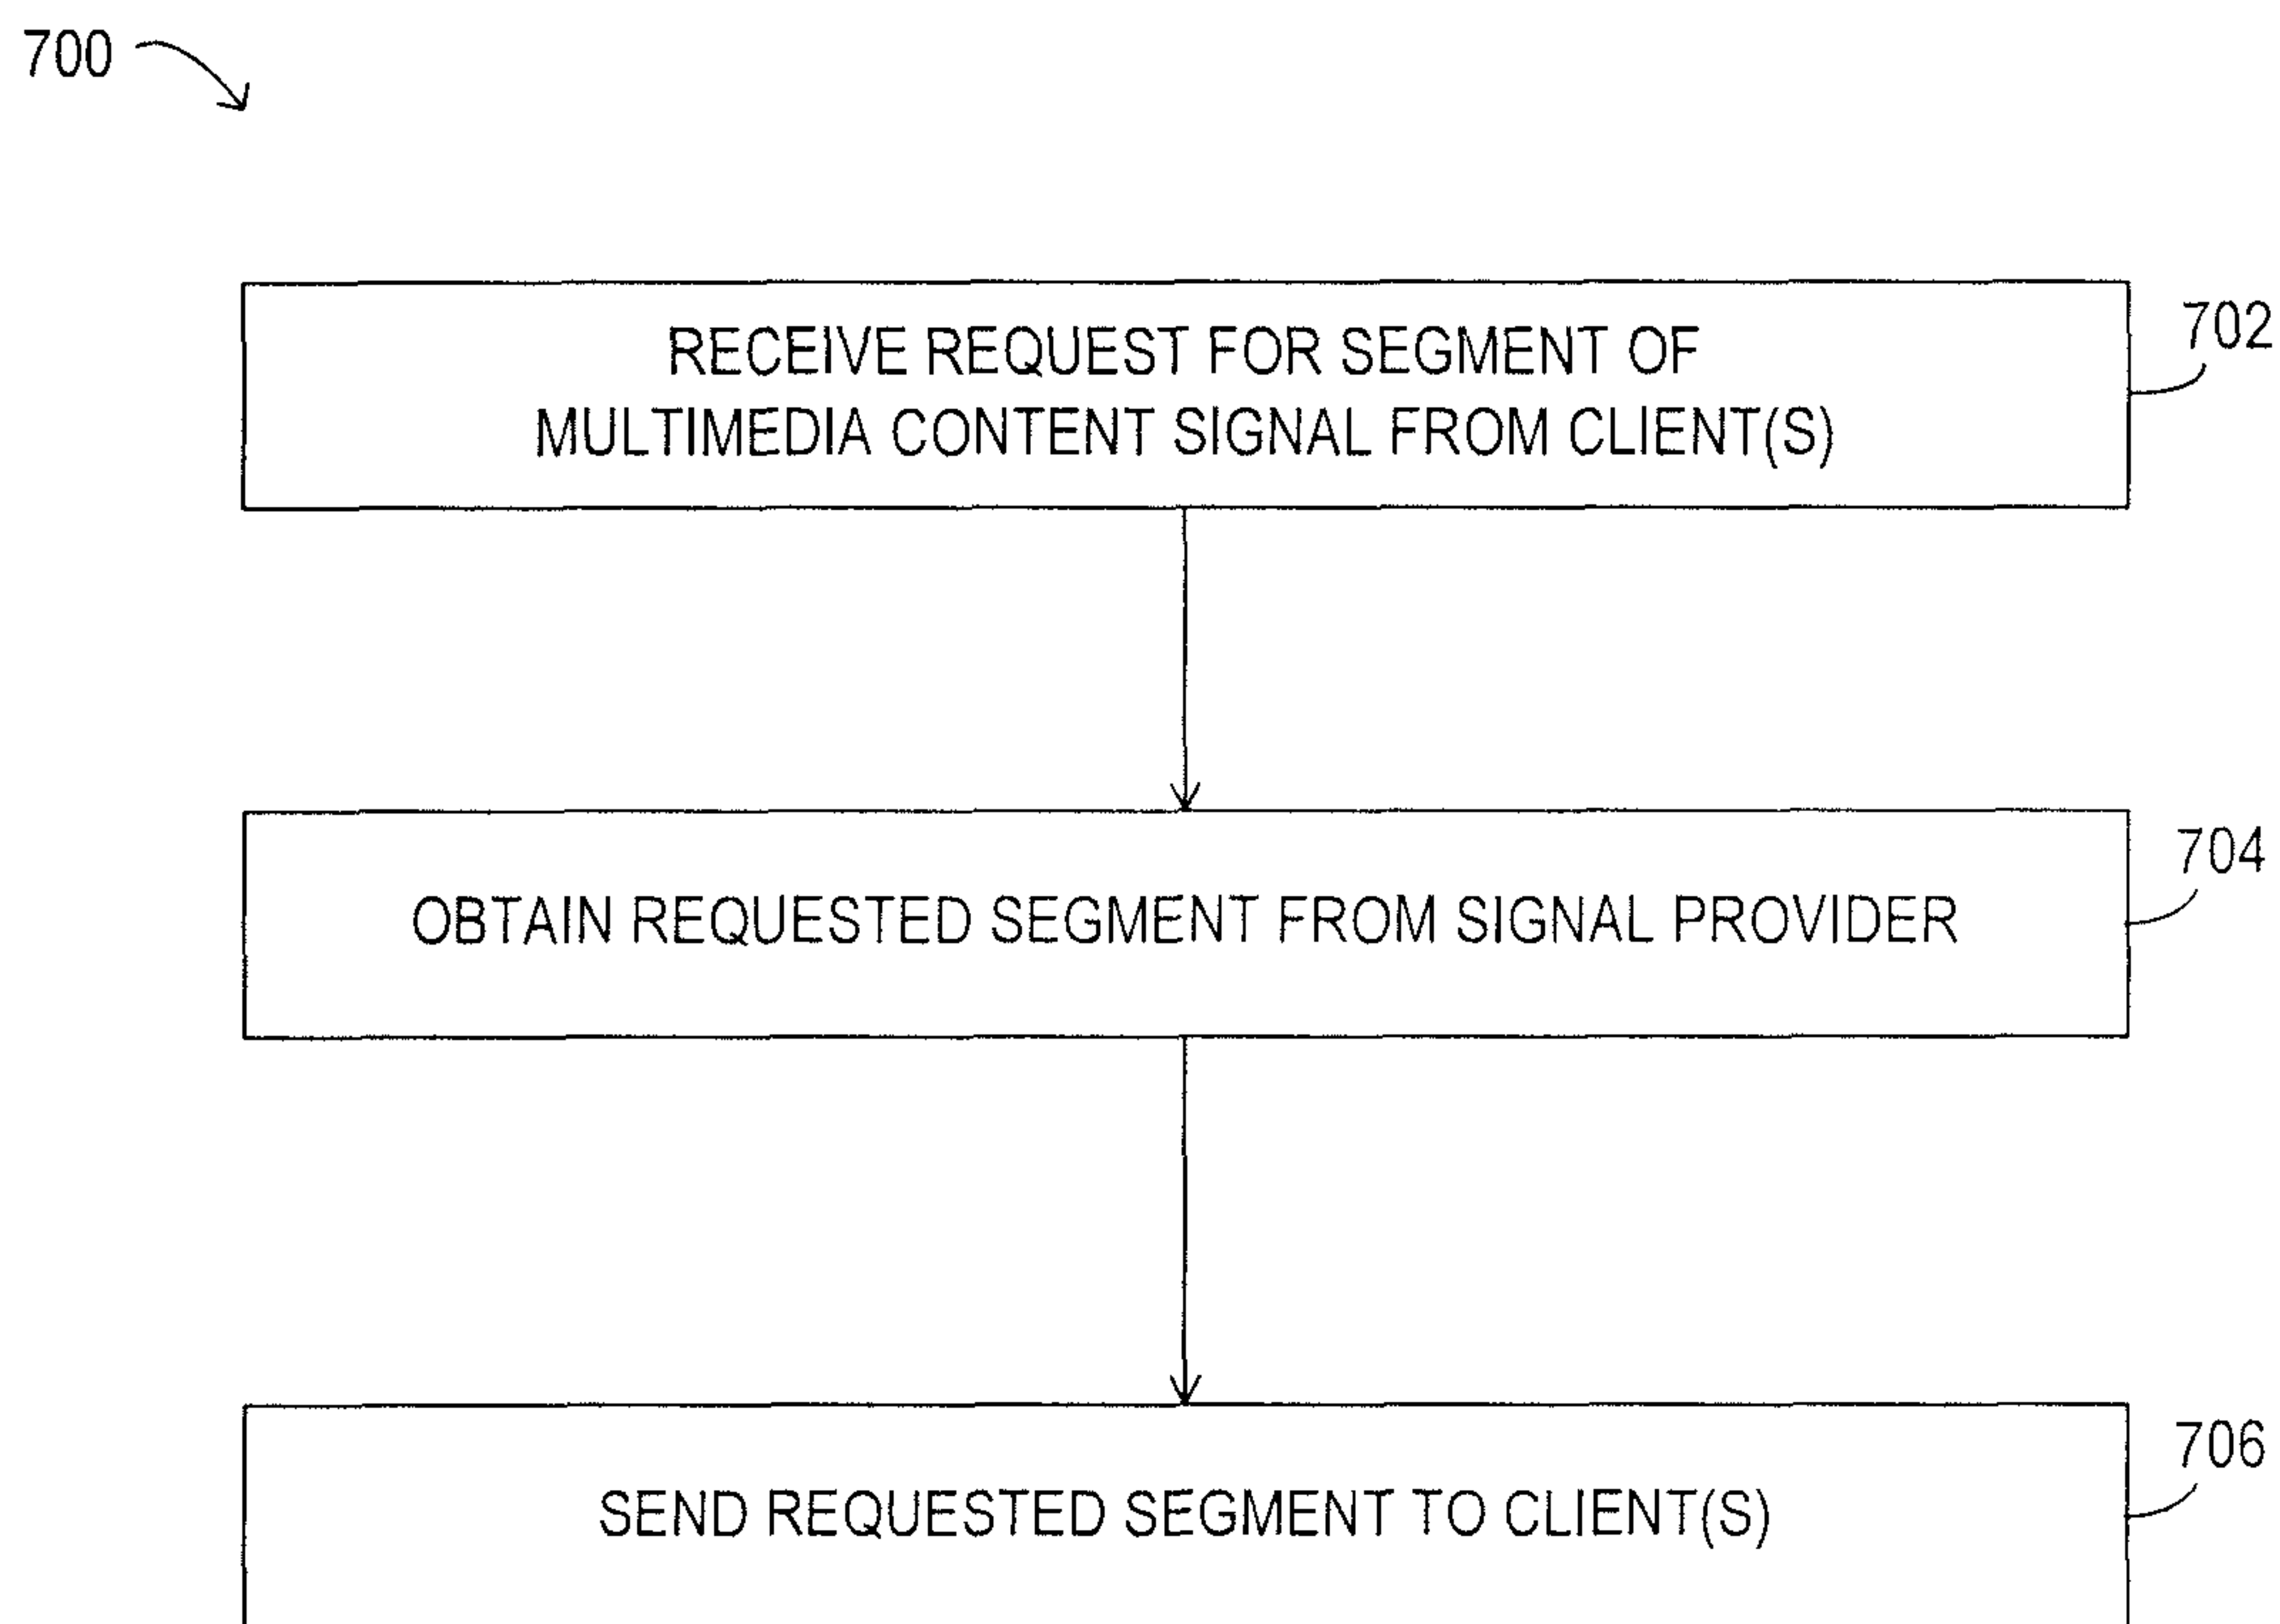 700
RECEIVE REQUEST FOR SEGMENT OF
MULTIMEDIA CONTENT SIGNAL FROM CLIENT(S)
702
OBTAIN REQUESTED SEGMENT FROM SIGNAL PROVIDER
704
SEND REQUESTED SEGMENT TO CLIENT(S)
706